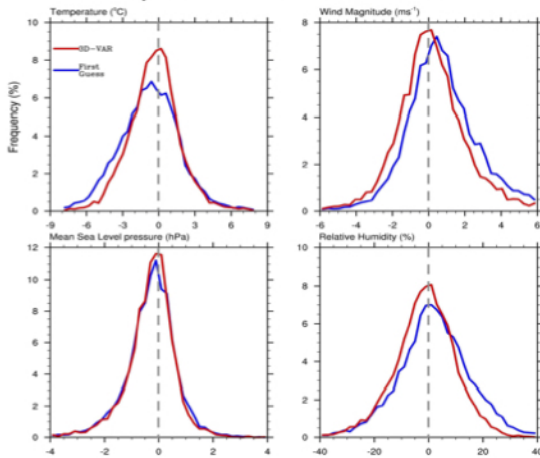 Temperature (°C)
Wind Magnitude (ms⁻¹)
10
8
6
4
2
0
Frequency (%)
3D-VAR
First
Guess
-9 -6 -3 0 3 6 9
8
6
4
2
0
-6 -4 -2 0 2 4 6
Mean Sea Level pressure (hPa)
Relative Humidity (%)
12
10
8
6
4
2
0
-4 -2 0 2 4
10
8
6
4
2
0
-40 -20 0 20 40